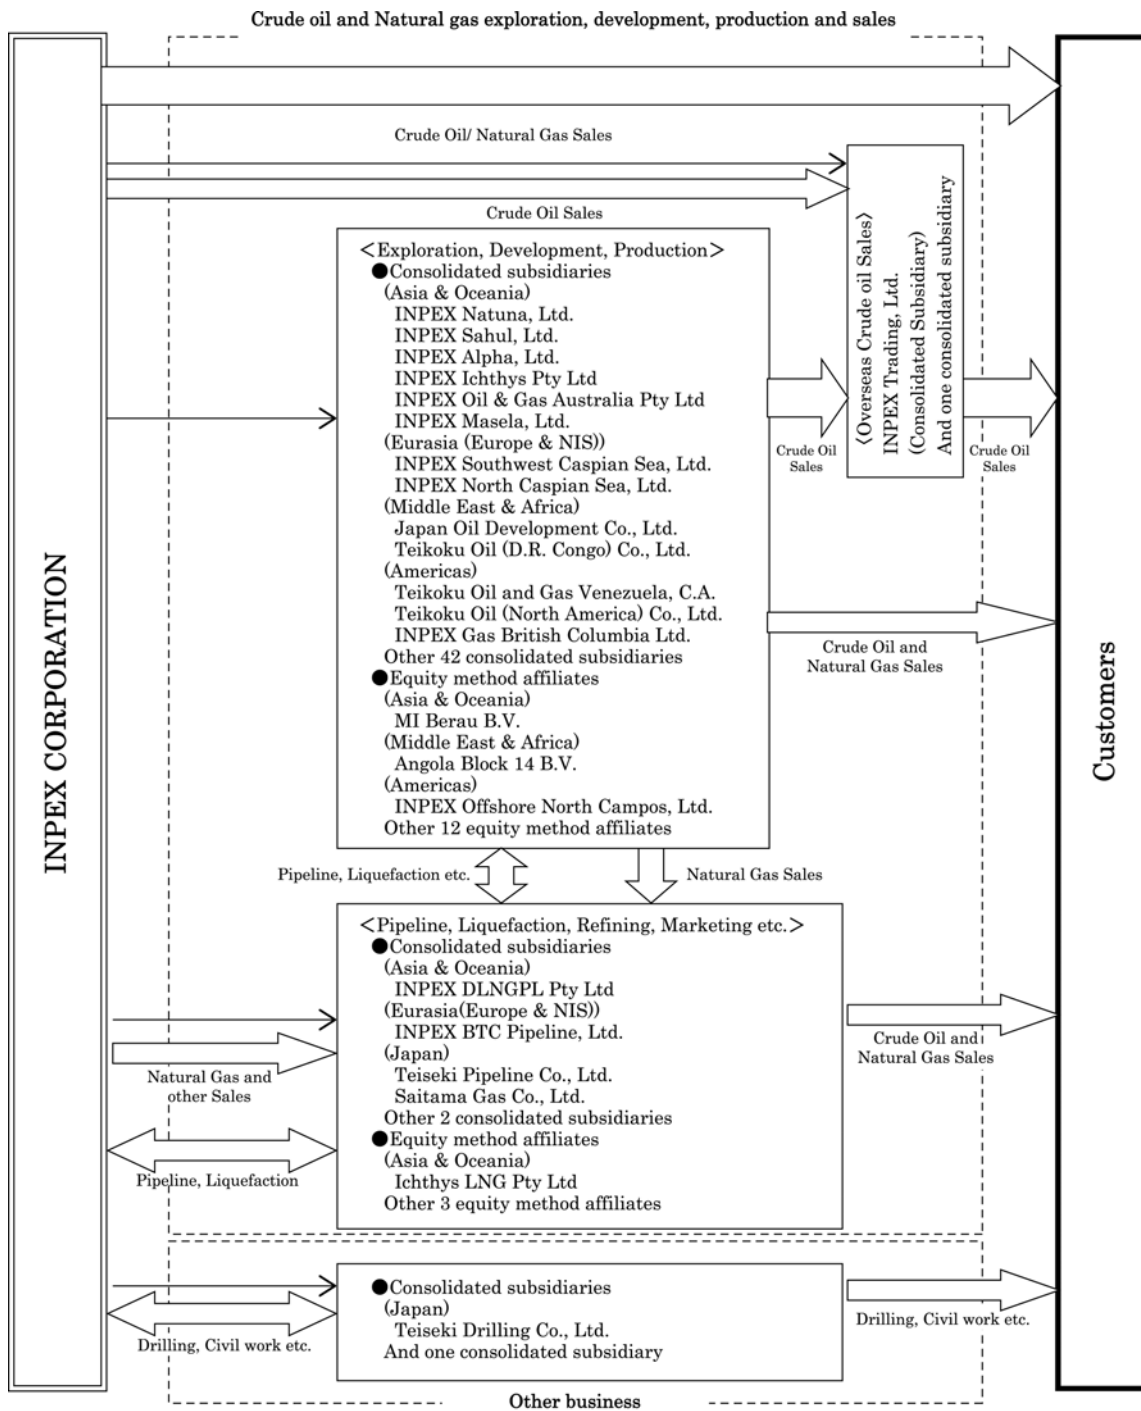 Crude oil and Natural gas exploration, development, production and sales
INPEX CORPORATION
Crude Oil/ Natural Gas Sales
Crude Oil Sales
〈Overseas Crude oil Sales〉
INPEX Trading, Ltd.
(Consolidated Subsidiary)
And one consolidated subsidiary
<Exploration, Development, Production>
●Consolidated subsidiaries
(Asia & Oceania)
INPEX Natuna, Ltd.
INPEX Sahul, Ltd.
INPEX Alpha, Ltd.
INPEX Ichthys Pty Ltd
INPEX Oil & Gas Australia Pty Ltd
INPEX Masela, Ltd.
(Eurasia (Europe & NIS))
INPEX Southwest Caspian Sea, Ltd.
INPEX North Caspian Sea, Ltd.
(Middle East & Africa)
Japan Oil Development Co., Ltd.
Teikoku Oil (D.R. Congo) Co., Ltd.
(Americas)
Teikoku Oil and Gas Venezuela, C.A.
Teikoku Oil (North America) Co., Ltd.
INPEX Gas British Columbia Ltd.
Other 42 consolidated subsidiaries
●Equity method affiliates
(Asia & Oceania)
MI Berau B.V.
(Middle East & Africa)
Angola Block 14 B.V.
(Americas)
INPEX Offshore North Campos, Ltd.
Other 12 equity method affiliates
Crude Oil
Sales
Crude Oil
Sales
Crude Oil and
Natural Gas Sales
Customers
Pipeline, Liquefaction etc.
Natural Gas Sales
<Pipeline, Liquefaction, Refining, Marketing etc.>
●Consolidated subsidiaries
(Asia & Oceania)
INPEX DLNGPL Pty Ltd
(Eurasia(Europe & NIS))
INPEX BTC Pipeline, Ltd.
(Japan)
Teiseki Pipeline Co., Ltd.
Saitama Gas Co., Ltd.
Other 2 consolidated subsidiaries
●Equity method affiliates
(Asia & Oceania)
Ichthys LNG Pty Ltd
Other 3 equity method affiliates
Natural Gas and
other Sales
Pipeline, Liquefaction
Crude Oil and
Natural Gas Sales
●Consolidated subsidiaries
(Japan)
Teiseki Drilling Co., Ltd.
And one consolidated subsidiary
Drilling, Civil work etc.
Drilling, Civil work etc.
Other business